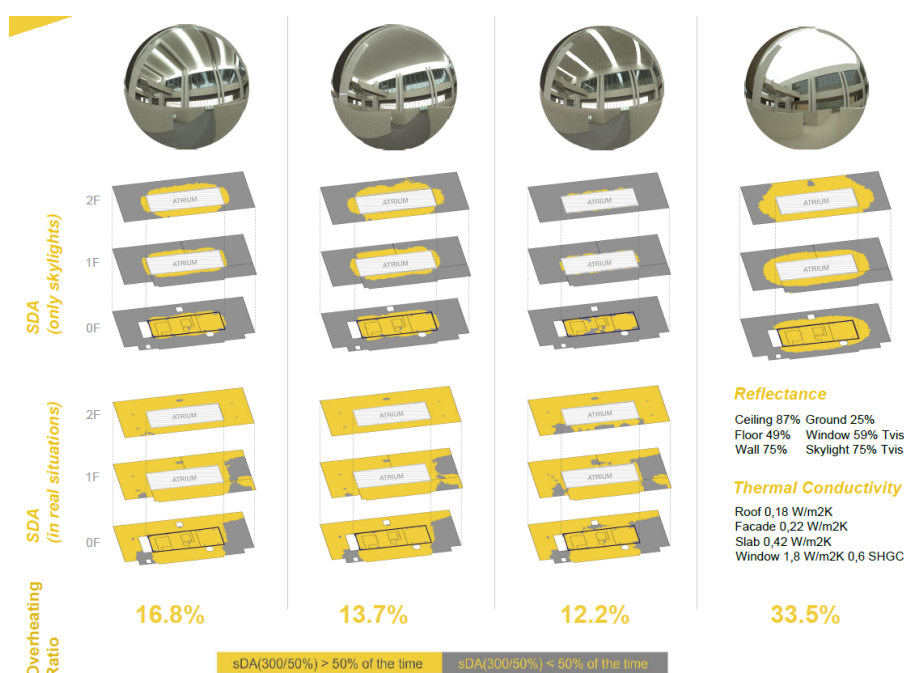 SDA
(only skylights)
2F
ATRIUM
ATRIUM
ATRIUM
ATRIUM
1F
ATRIUM
ATRIUM
ATRIUM
ATRIUM
0F
SDA
(in real situations)
2F
ATRIUM
ATRIUM
ATRIUM
1F
ATRIUM
ATRIUM
ATRIUM
0F
Reflectance
Ceiling 87% Ground 25%
Floor 49% Window 59% Tvis
Wall 75% Skylight 75% Tvis
Thermal Conductivity
Roof 0,18 W/m2K
Facade 0,22 W/m2K
Slab 0,42 W/m2K
Window 1,8 W/m2K 0,6 SHGC
Overheating
Ratio
16.8%
13.7%
12.2%
33.5%
sDA(300/50%) > 50% of the time
sDA(300/50%) < 50% of the time